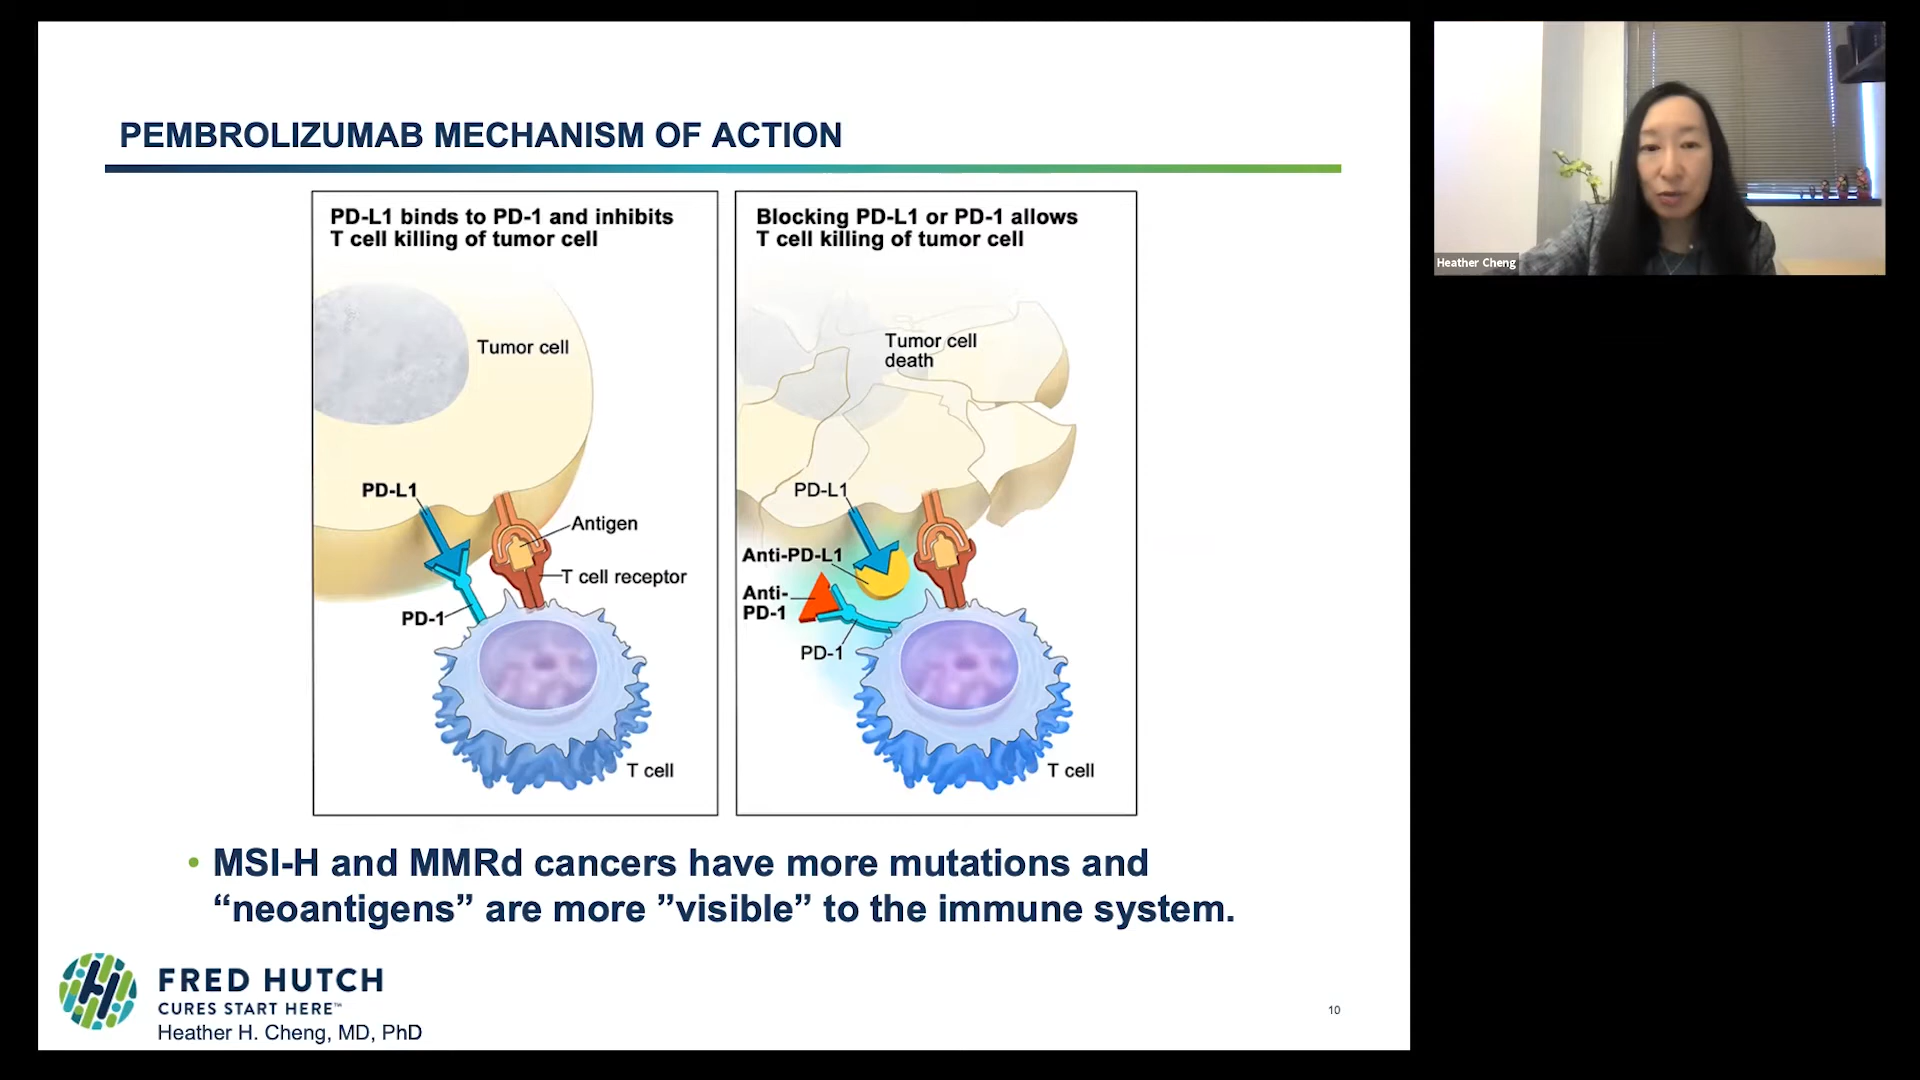 PEMBROLIZUMAB MECHANISM OF ACTION
PD-L1 binds to PD-1 and inhibits
T cell killing of tumor cell
Tumor cell
PD-L1
Antigen
T cell receptor
PD-1
T cell
Blocking PD-L1 or PD-1 allows
T cell killing of tumor cell
Tumor cell
death
PD-L1
Anti-PD-L1
Anti-
PD-1
PD-1
T cell
• MSI-H and MMRd cancers have more mutations and
“neoantigens” are more ”visible” to the immune system.
FRED HUTCH
CURES START HERE™
Heather H. Cheng, MD, PhD
10
Heather Cheng